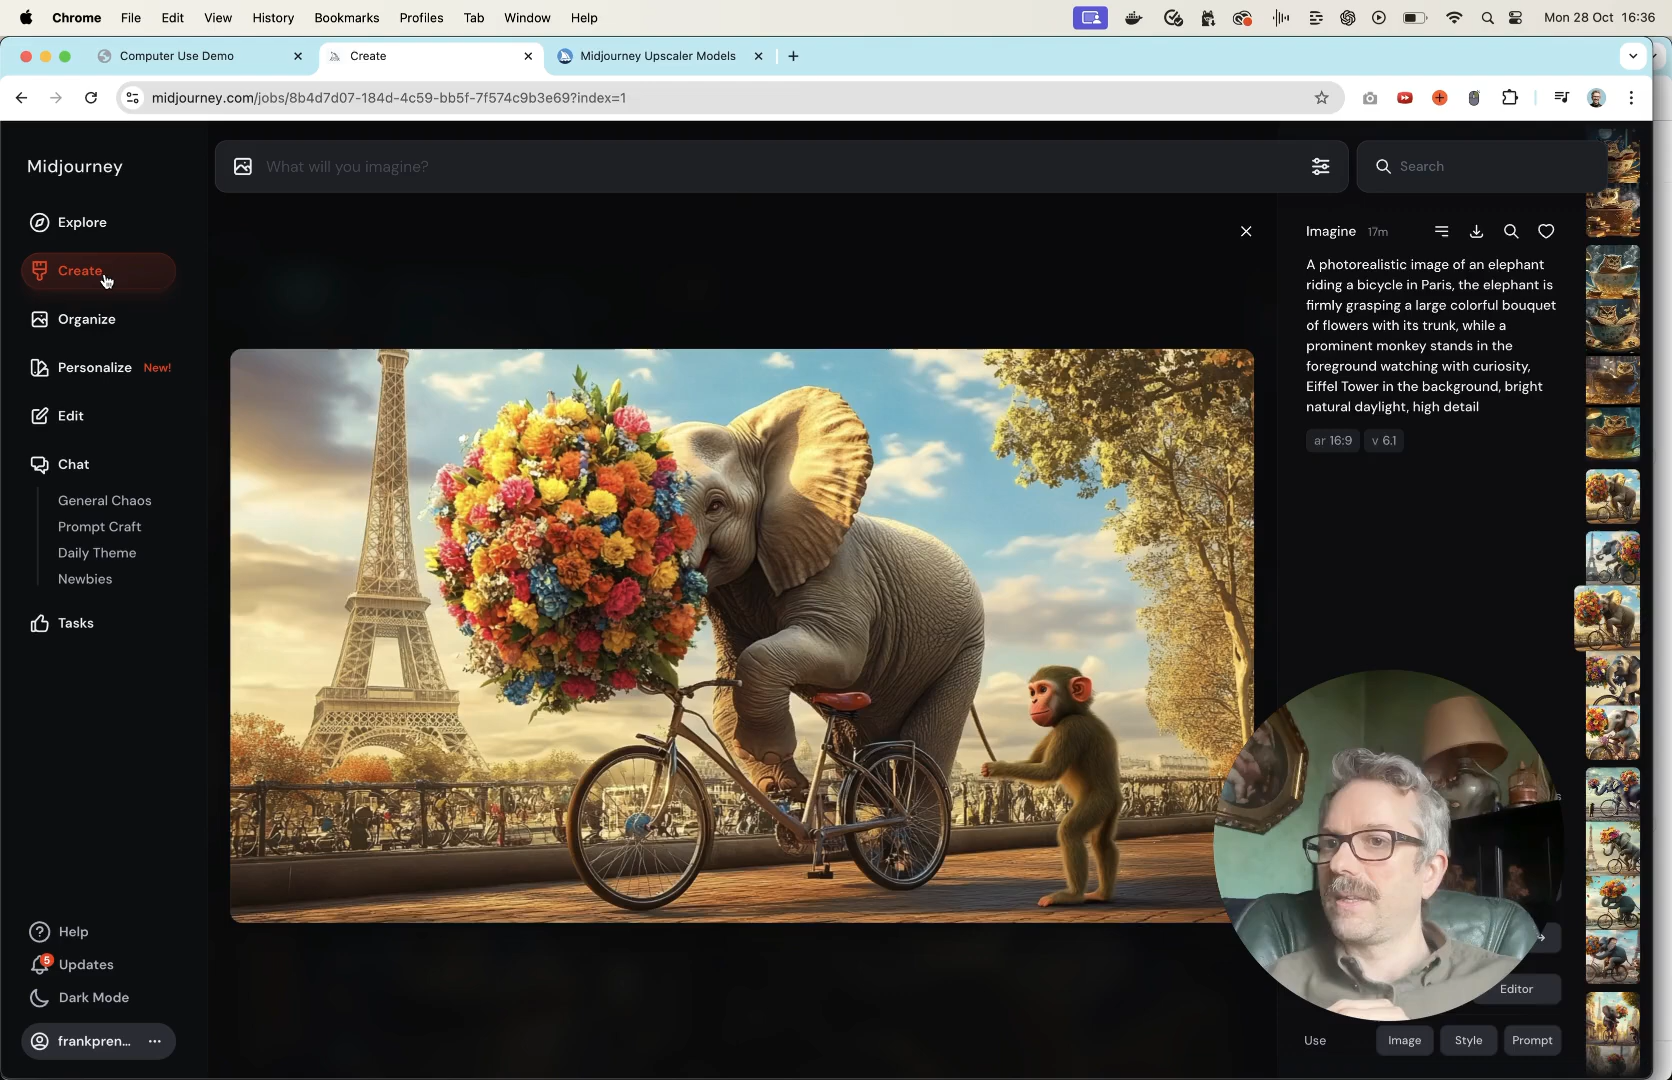 Chrome File Edit View History Bookmarks Profiles Tab Window Help Mon 28 Oct 16:36
Computer Use Demo
Create
Midjourney Upscaler Models
midjourney.com/jobs/8b4d7d07-184d-4c59-bb5f-7f574c9b3e69?index=1
Midjourney
What will you imagine?
Search
Explore
Create
Organize
Personalize New!
Edit
Chat
General Chaos
Prompt Craft
Daily Theme
Newbies
Tasks
Help
5
Updates
Dark Mode
frankpren...
Imagine 17m
A photorealistic image of an elephant
riding a bicycle in Paris, the elephant is
firmly grasping a large colorful bouquet
of flowers with its trunk, while a
prominent monkey stands in the
foreground watching with curiosity,
Eiffel Tower in the background, bright
natural daylight, high detail
ar 16:9 v 6.1
Editor
Use Image Style Prompt